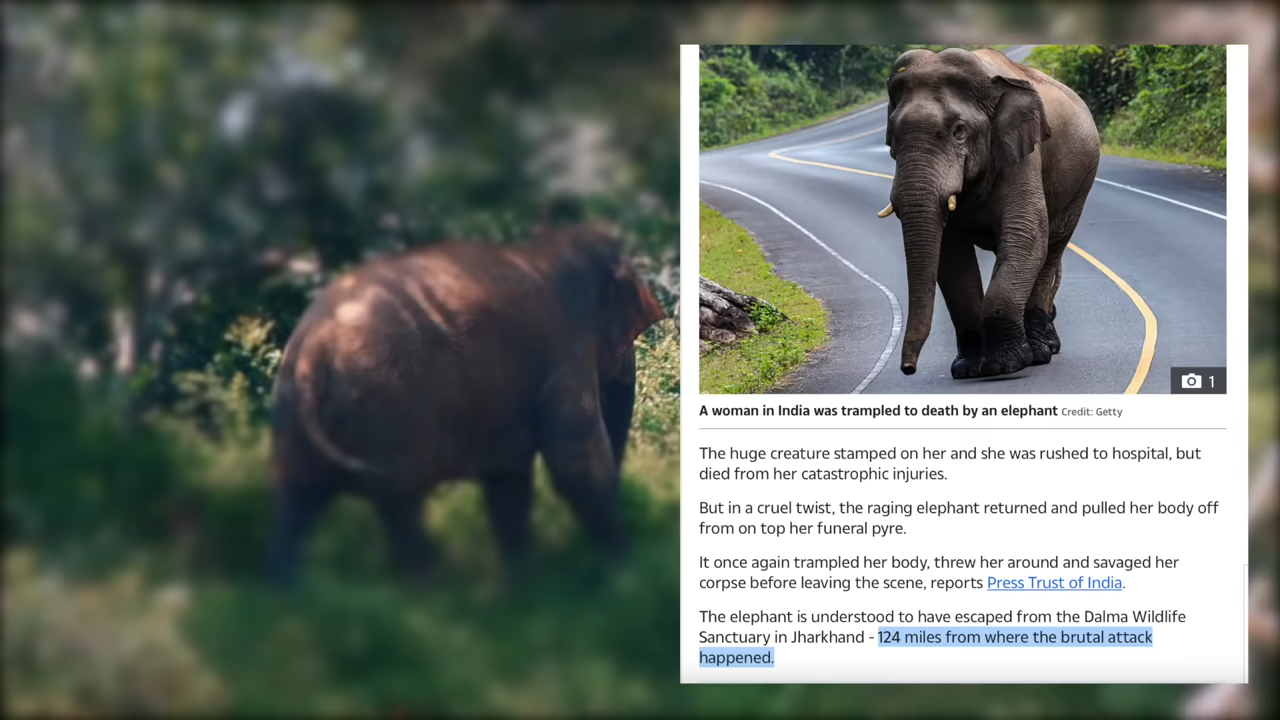 1
A woman in India was trampled to death by an elephant Credit: Getty
The huge creature stamped on her and she was rushed to hospital, but
died from her catastrophic injuries.
But in a cruel twist, the raging elephant returned and pulled her body off
from on top her funeral pyre.
It once again trampled her body, threw her around and savaged her
corpse before leaving the scene, reports Press Trust of India.
The elephant is understood to have escaped from the Dalma Wildlife
Sanctuary in Jharkhand - 124 miles from where the brutal attack
happened.